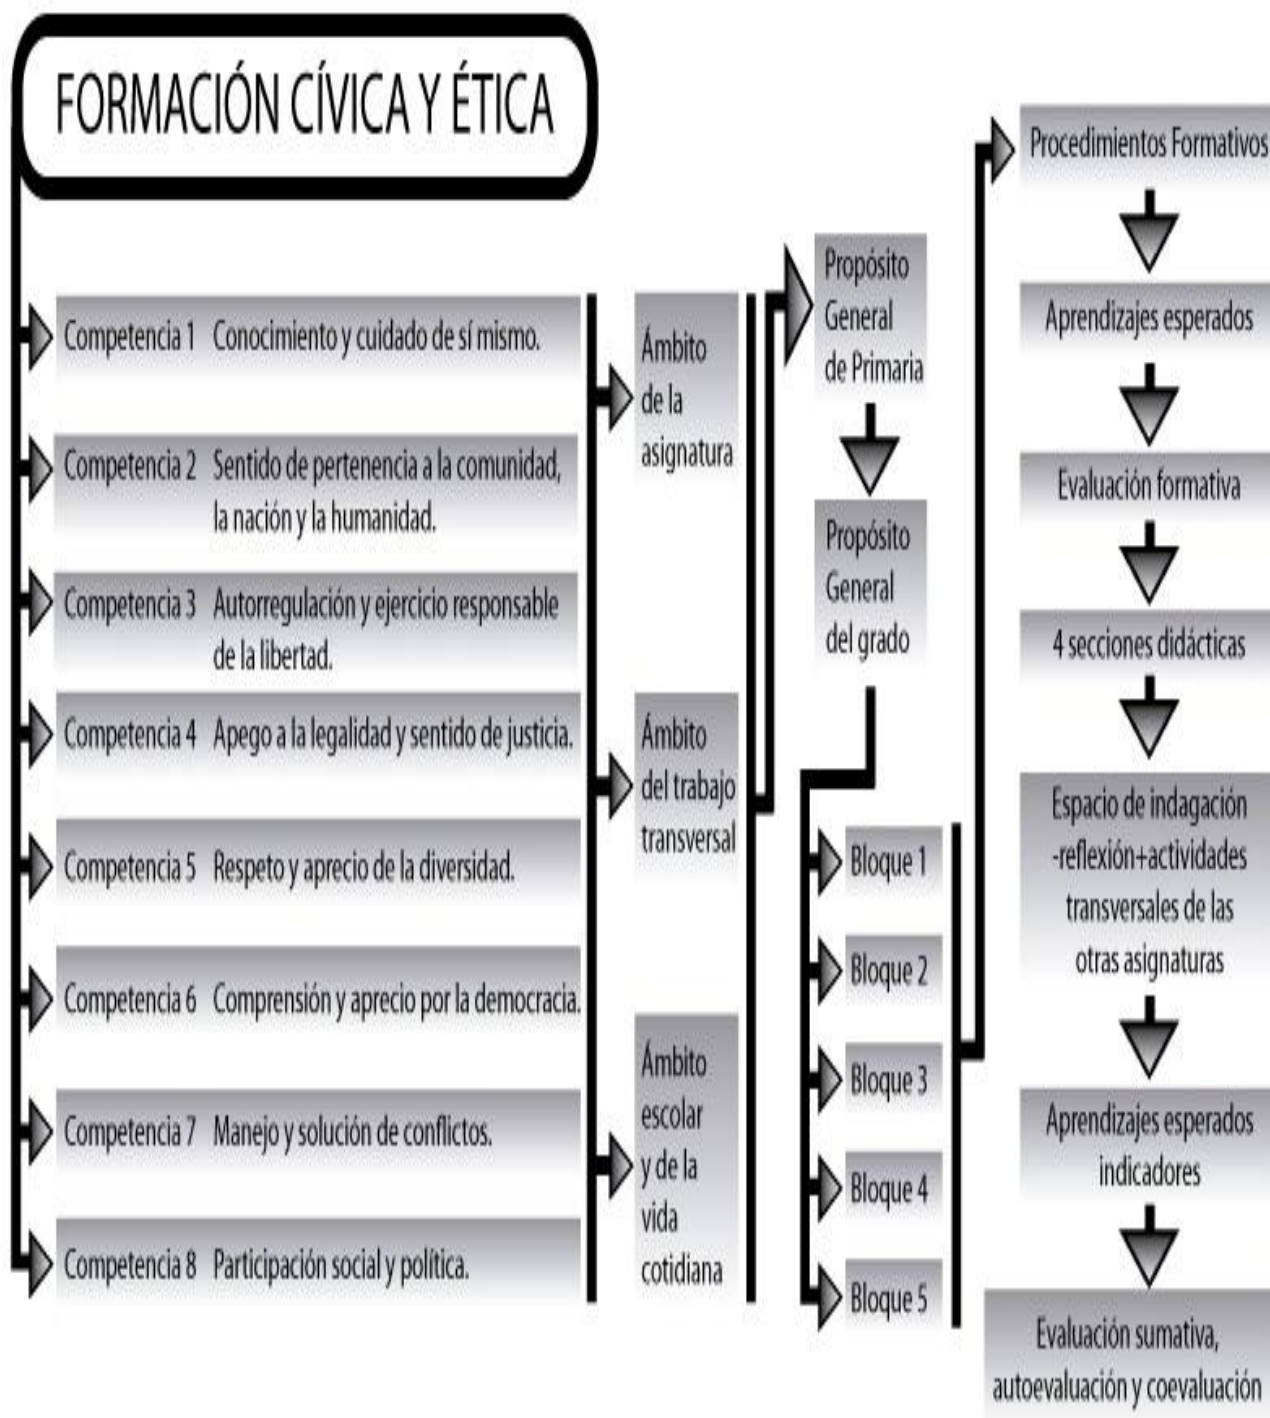 FORMACIÓN CÍVICA Y ÉTICA
Competencia 1 Conocimiento y cuidado de sí mismo.
Competencia 2 Sentido de pertenencia a la comunidad,
la nación y la humanidad.
Competencia 3 Autorregulación y ejercicio responsable
de la libertad.
Competencia 4 Apego a la legalidad y sentido de justicia.
Competencia 5 Respeto y aprecio de la diversidad.
Competencia 6 Comprensión y aprecio por la democracia.
Competencia 7 Manejo y solución de conflictos.
Competencia 8 Participación social y política.
Ámbito
de la
asignatura
Ámbito
del trabajo
transversal
Ámbito
escolar
y de la
vida
cotidiana
Propósito
General
de Primaria
Propósito
General
del grado
Bloque 1
Bloque 2
Bloque 3
Bloque 4
Bloque 5
Procedimientos Formativos
Aprendizajes esperados
Evaluación formativa
4 secciones didácticas
Espacio de indagación
-reflexión+actividades
transversales de las
otras asignaturas
Aprendizajes esperados
indicadores
Evaluación sumativa,
autoevaluación y coevaluación